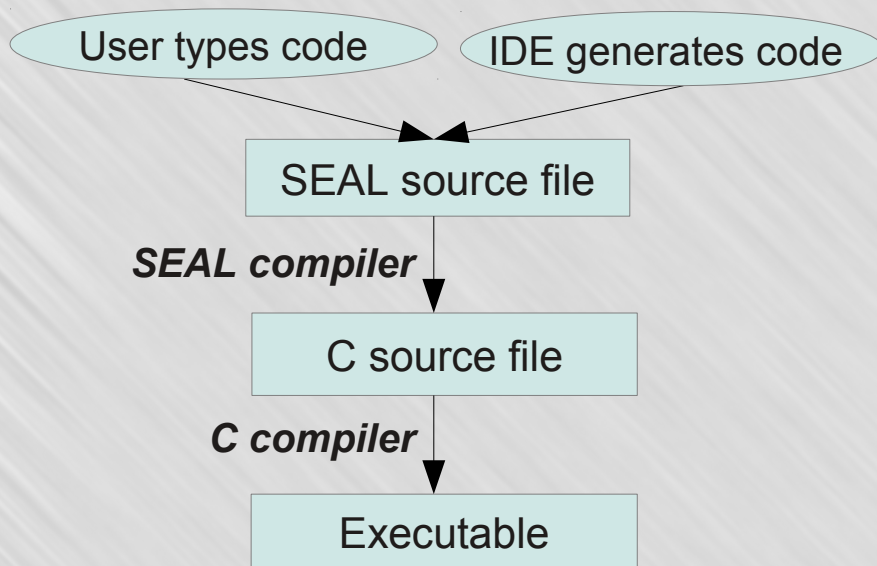 User types code
IDE generates code
SEAL source file
SEAL compiler
C source file
C compiler
Executable